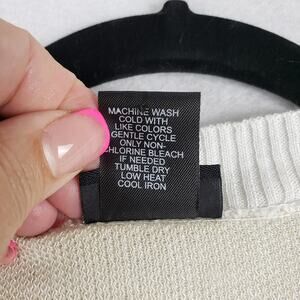 MACHINE WASH
COLD WITH
LIKE COLORS
GENTLE CYCLE
ONLY NON-
CHLORINE BLEACH
IF NEEDED
TUMBLE DRY
LOW HEAT
COOL IRON